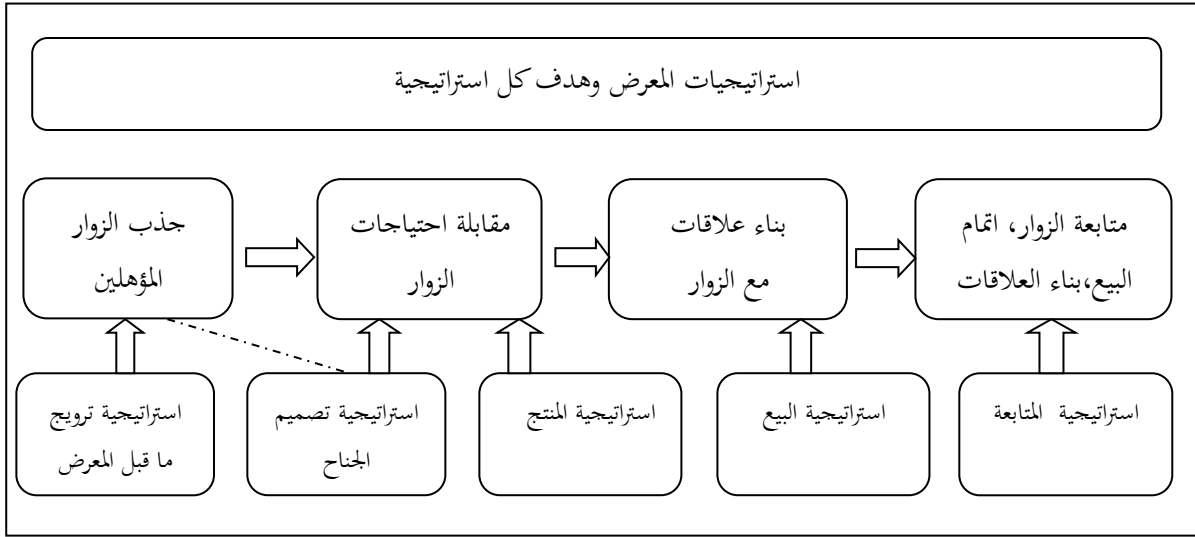 استراتيجيات المعرض وهدف كل استراتيجية
جذب الزوار
المؤهلين
مقابلة احتياجات
الزوار
بناء علاقات
مع الزوار
متابعة الزوار، اتمام
البيع،بناء العلاقات
استراتيجية ترويج
ما قبل المعرض
استراتيجية تصميم
الجناح
استراتيجية المنتج
استراتيجية البيع
استراتيجية المتابعة